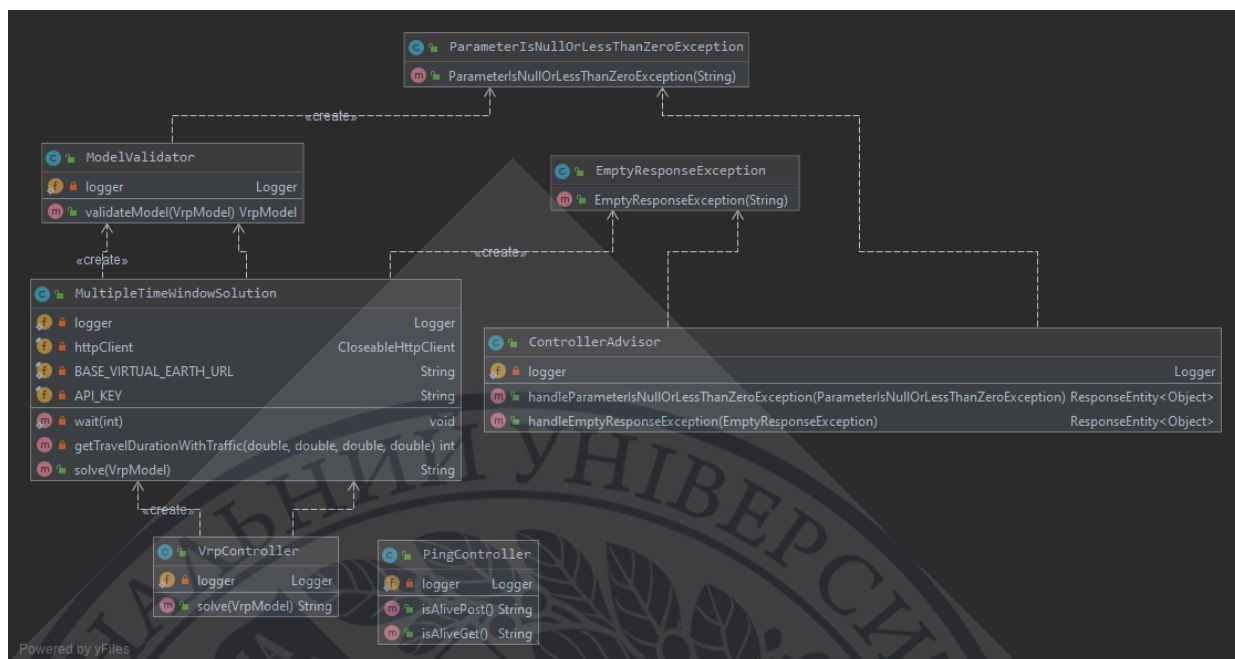 ParameterIsNullOrLessThanZeroException
ParameterIsNullOrLessThanZeroException(String)
«create»
ModelValidator
logger Logger
validateModel(VrpModel) VrpModel
EmptyResponseException
EmptyResponseException(String)
«create»
«create»
MultipleTimeWindowSolution
logger Logger
httpClient CloseableHttpClient
BASE_VIRTUAL_EARTH_URL String
API_KEY String
wait(int) void
getTravelDurationWithTraffic(double, double, double, double) int
solve(VrpModel) String
ControllerAdvisor
logger Logger
handleParameterIsNullOrLessThanZeroException(ParameterIsNullOrLessThanZeroException) ResponseEntity<Object>
handleEmptyResponseException(EmptyResponseException) ResponseEntity<Object>
«create»
VrpController
logger Logger
solve(VrpModel) String
PingController
logger Logger
isAlivePost() String
isAliveGet() String
Powered by yFiles